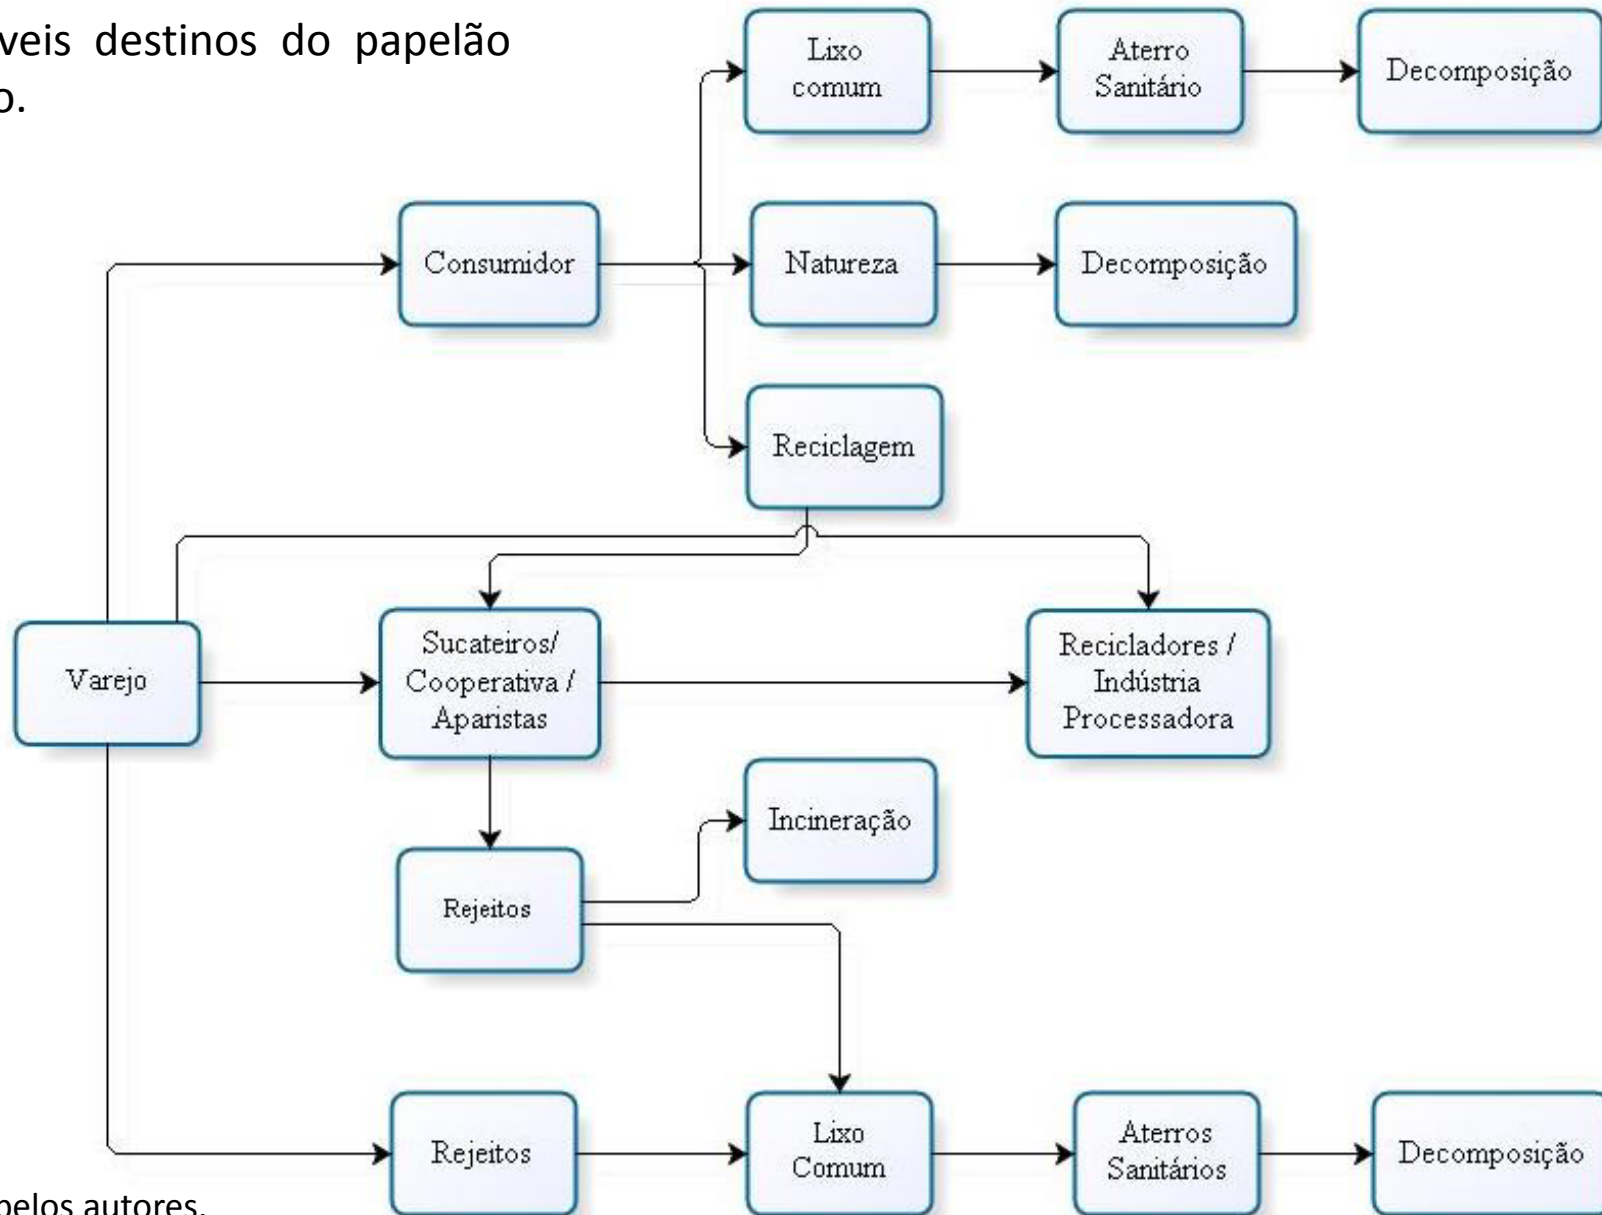 veis destinos do papelão
o.
Lixo
comum
Aterro
Sanitário
Decomposição
Consumidor
Natureza
Decomposição
Reciclagem
Varejo
Sucateiros/
Cooperativa /
Aparistas
Recicladores /
Indústria
Processadora
Incineração
Rejeitos
Rejeitos
Lixo
Comum
Aterros
Sanitários
Decomposição
pelos autores.